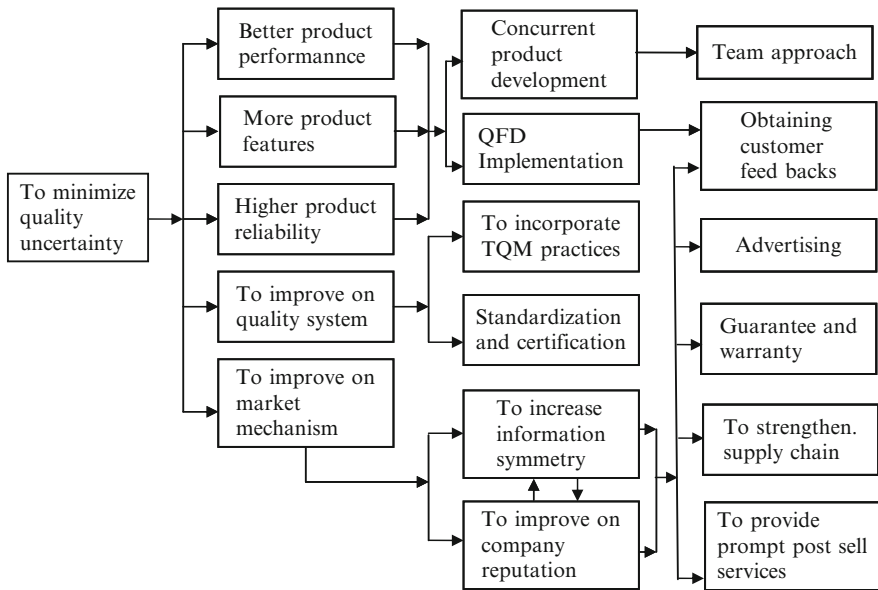 To minimize
quality
uncertainty
Better product
performannce
More product
features
Higher product
reliability
To improve on
quality system
To improve on
market
mechanism
Concurrent
product
development
QFD
Implementation
To incorporate
TQM practices
Standardization
and certification
To increase
information
symmetry
To improve on
company
reputation
Team approach
Obtaining
customer
feed backs
Advertising
Guarantee and
warranty
To strengthen.
supply chain
To provide
prompt post sell
services